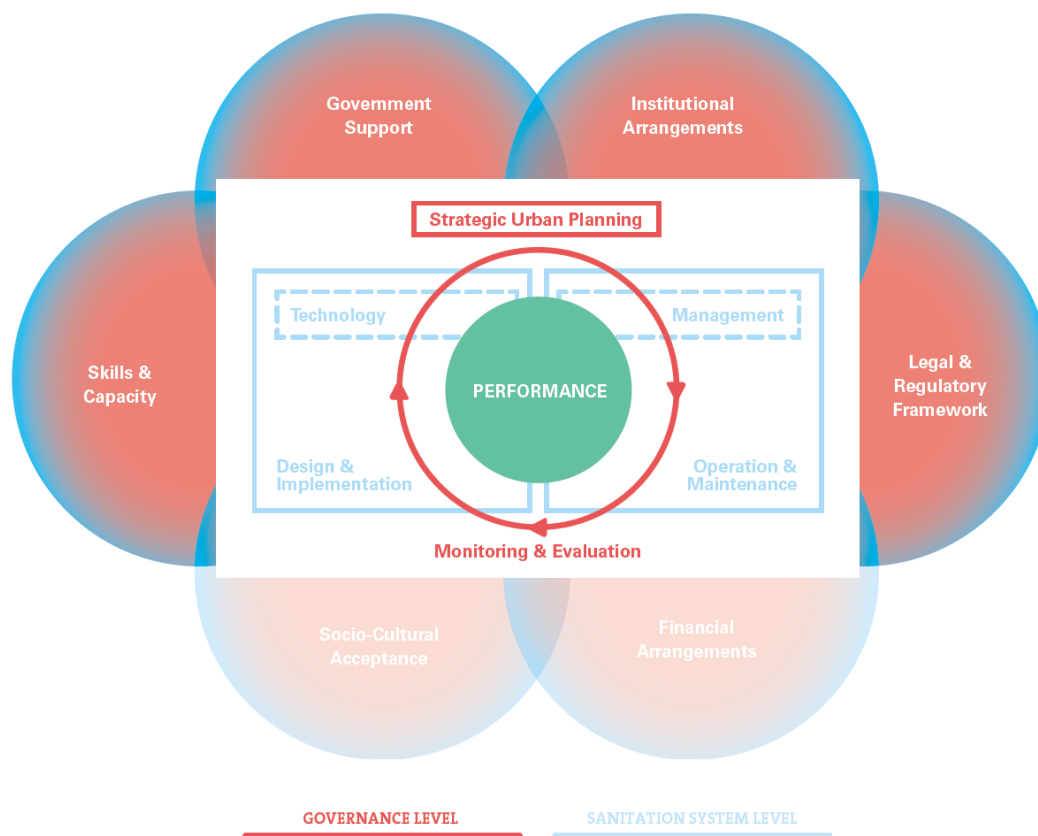 Government
Support
Institutional
Arrangements
Strategic Urban Planning
Technology
Management
Skills &
Capacity
PERFORMANCE
Legal &
Regulatory
Framework
Design &
Implementation
Operation &
Maintenance
Monitoring & Evaluation
Socio-Cultural
Acceptance
Financial
Arrangements
GOVERNANCE LEVEL
SANITATION SYSTEM LEVEL